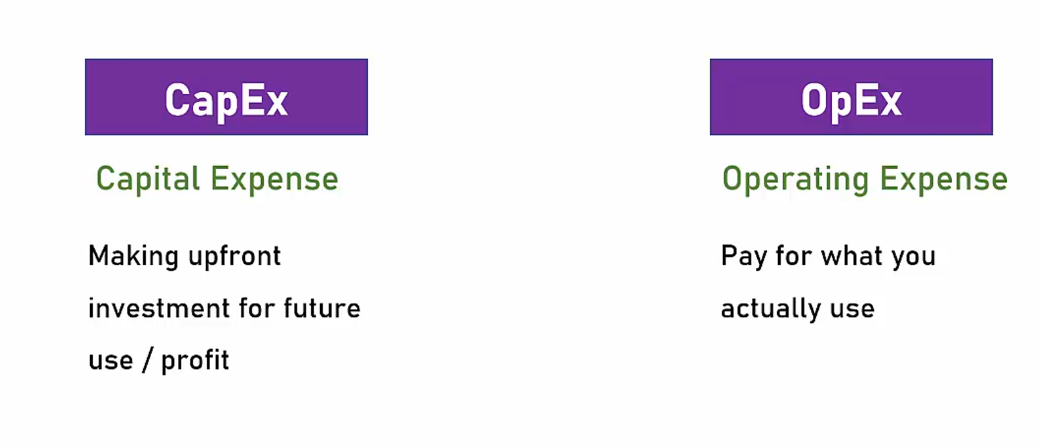 CapEx
Capital Expense
Making upfront
investment for future
use / profit
OpEx
Operating Expense
Pay for what you
actually use